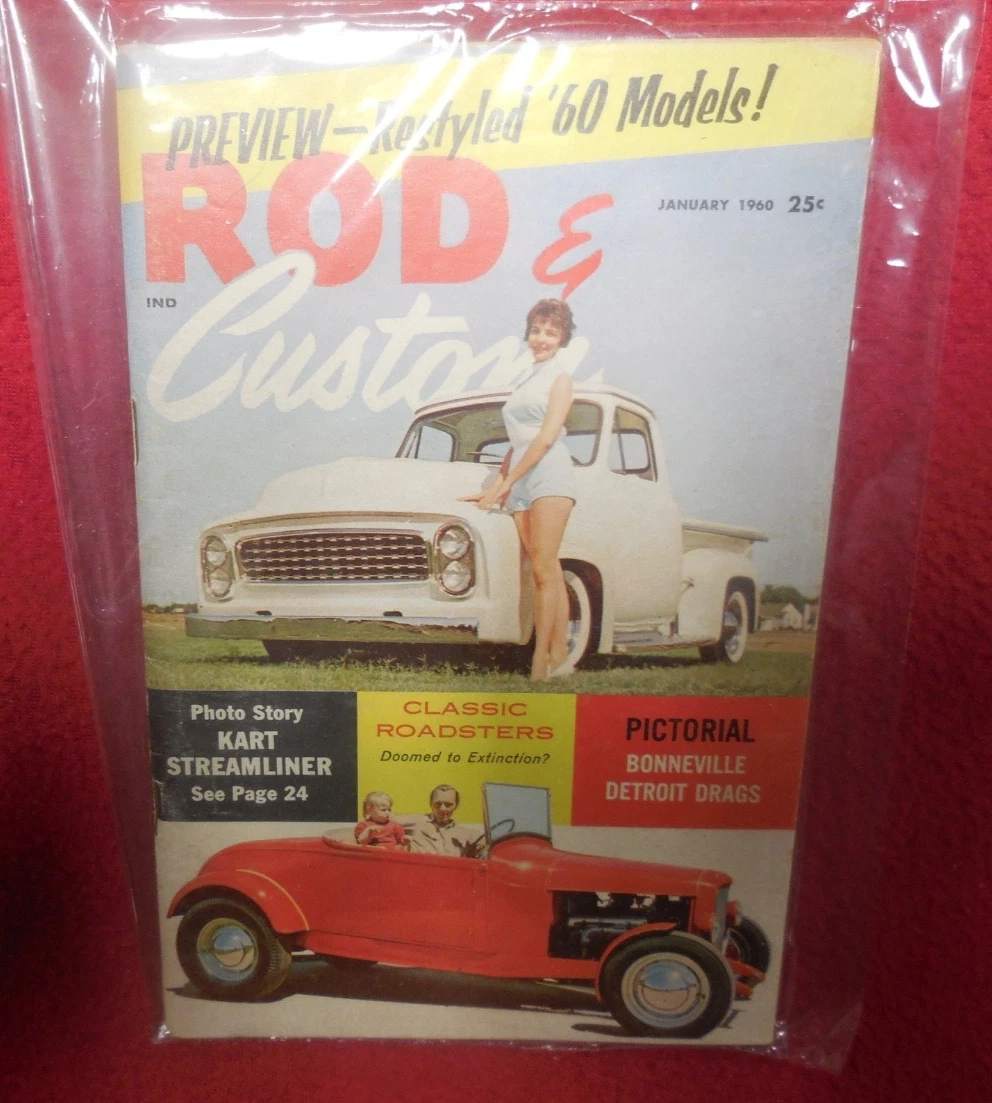 PREVIEW—Restyled '60 Models!
ROD &
JANUARY 1960 25¢
IND
Custom
Photo Story
KART
STREAMLINER
See Page 24
CLASSIC
ROADSTERS
Doomed to Extinction?
PICTORIAL
BONNEVILLE
DETROIT DRAGS